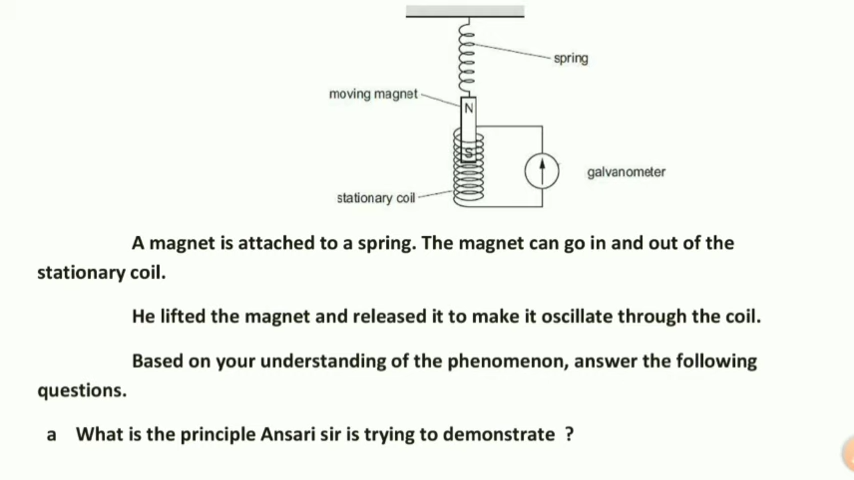 spring
moving magnet
N
S
galvanometer
stationary coil
A magnet is attached to a spring. The magnet can go in and out of the
stationary coil.
He lifted the magnet and released it to make it oscillate through the coil.
Based on your understanding of the phenomenon, answer the following
questions.
a What is the principle Ansari sir is trying to demonstrate ?